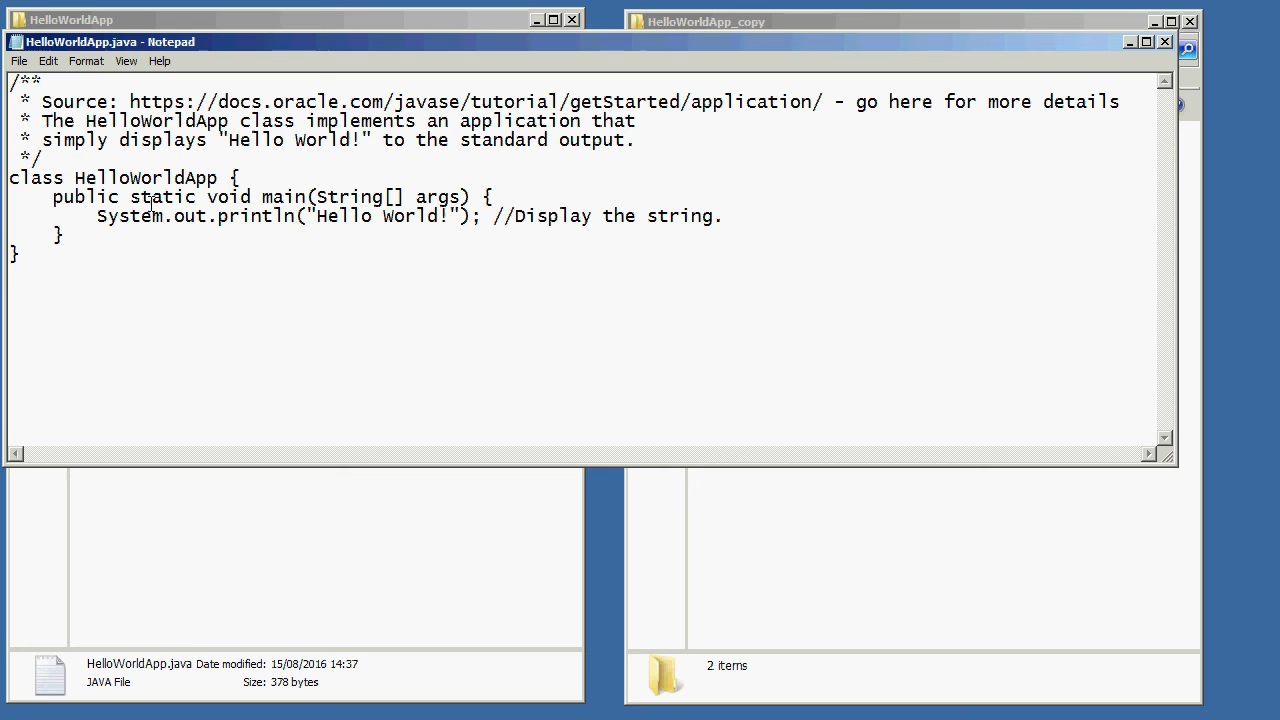 HelloWorldApp
HelloWorldApp_copy
HelloWorldApp.java - Notepad
File Edit Format View Help
/**
 * Source: https://docs.oracle.com/javase/tutorial/getStarted/application/ - go here for more details
 * The HelloWorldApp class implements an application that
 * simply displays "Hello World!" to the standard output.
 */
class HelloWorldApp {
    public static void main(String[] args) {
        System.out.println("Hello World!"); //Display the string.
    }
}
HelloWorldApp.java Date modified: 15/08/2016 14:37
JAVA File Size: 378 bytes
2 items